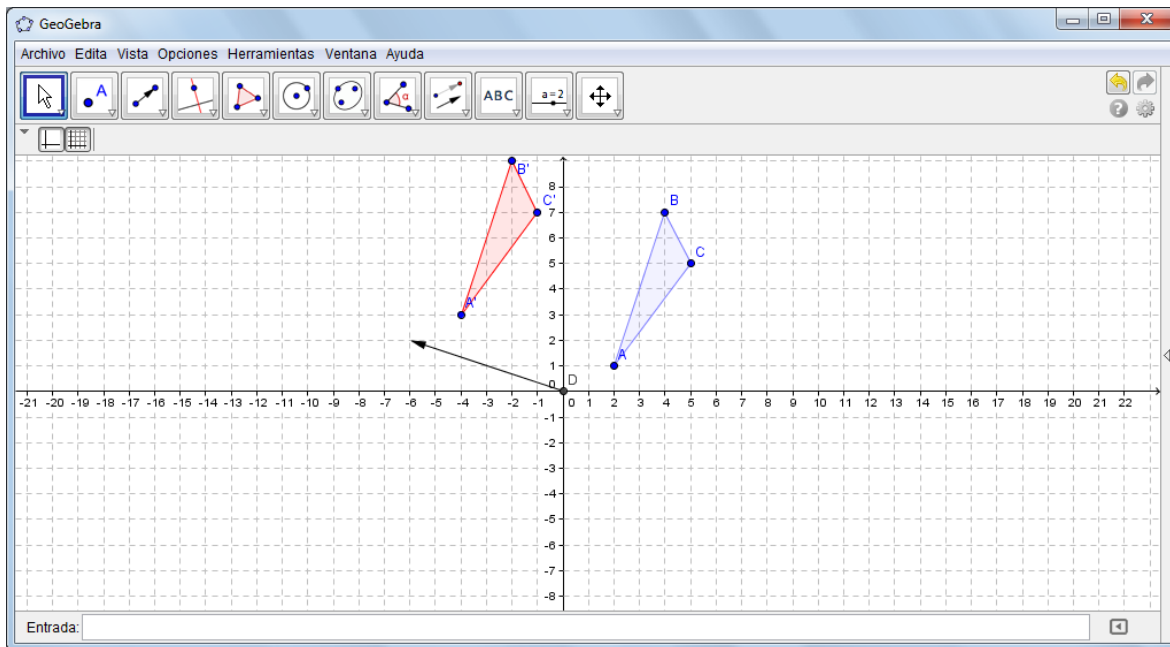 GeoGebra
Archivo Edita Vista Opciones Herramientas Ventana Ayuda
A α ABC a=2
B'
8
B
C'
7
6
C
5
4
A'
3
2
A
1
D
0
-21 -20 -19 -18 -17 -16 -15 -14 -13 -12 -11 -10 -9 -8 -7 -6 -5 -4 -3 -2 -1 0 1 2 3 4 5 6 7 8 9 10 11 12 13 14 15 16 17 18 19 20 21 22
-1
-2
-3
-4
-5
-6
-7
-8
Entrada: